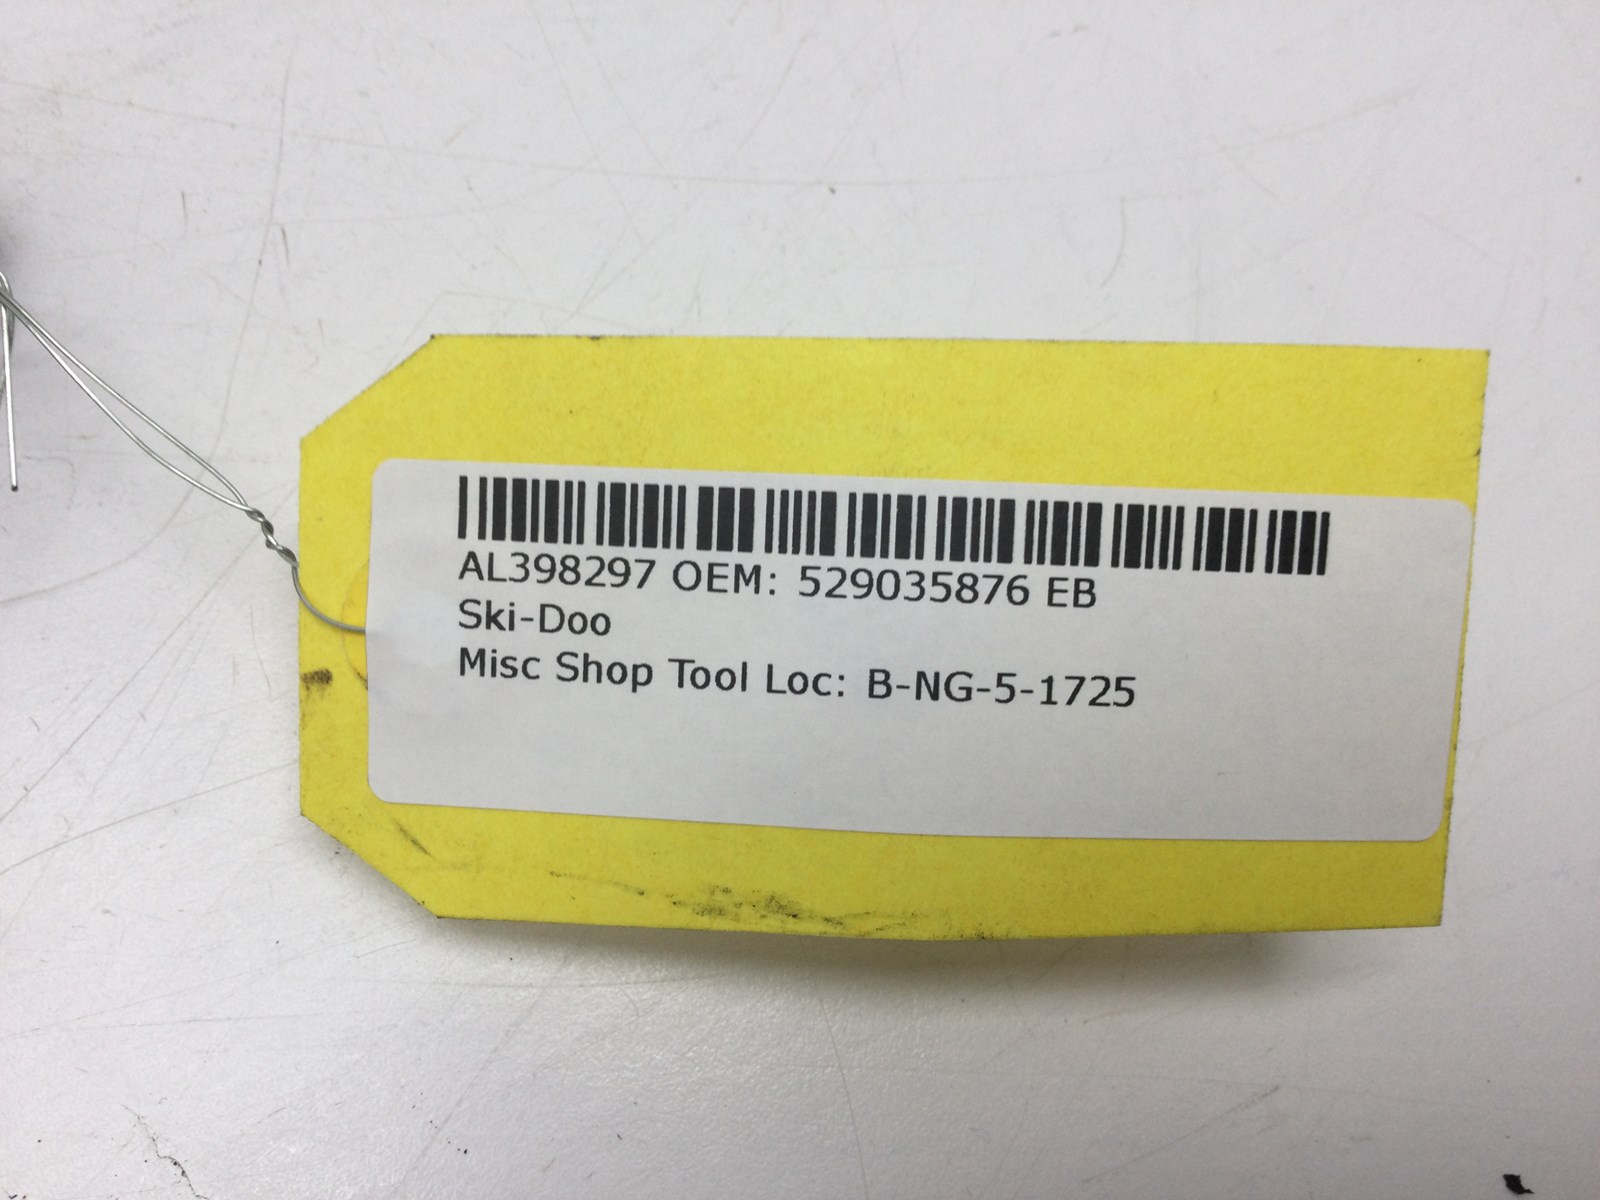 AL398297 OEM: 529035876 EB
Ski-Doo
Misc Shop Tool Loc: B-NG-5-1725